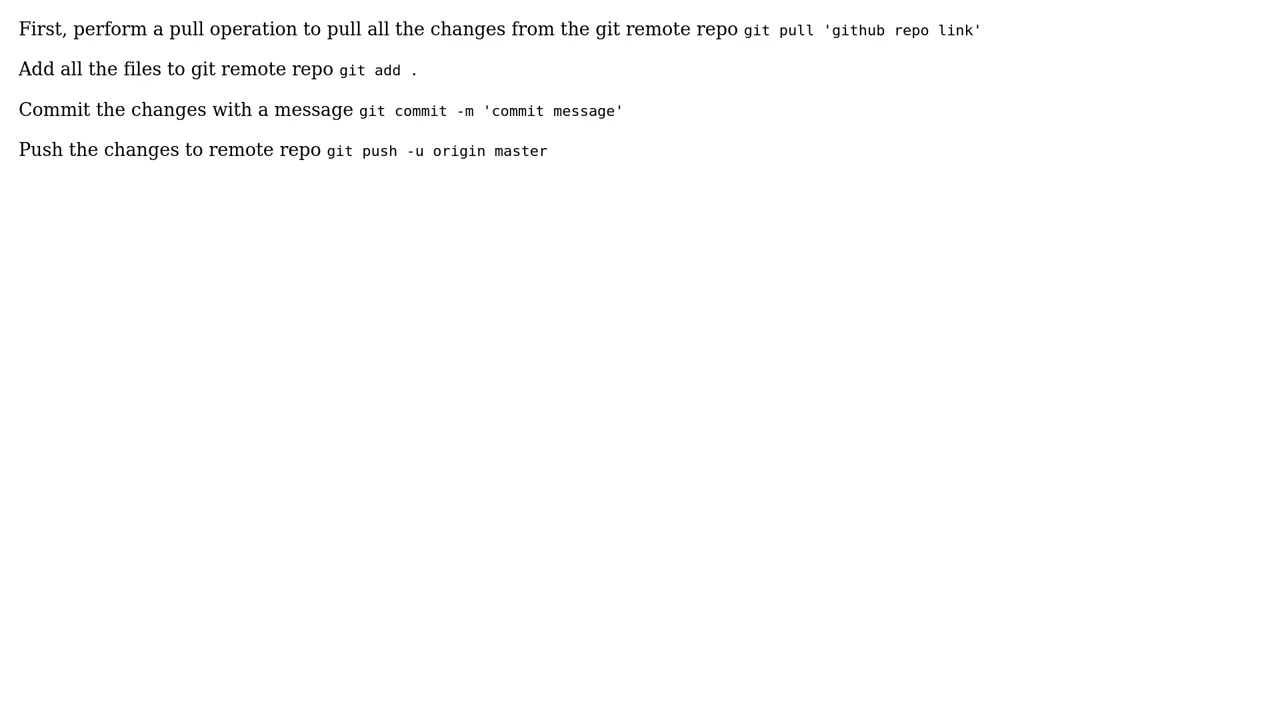 First, perform a pull operation to pull all the changes from the git remote repo git pull 'github repo link'
Add all the files to git remote repo git add .
Commit the changes with a message git commit -m 'commit message'
Push the changes to remote repo git push -u origin master